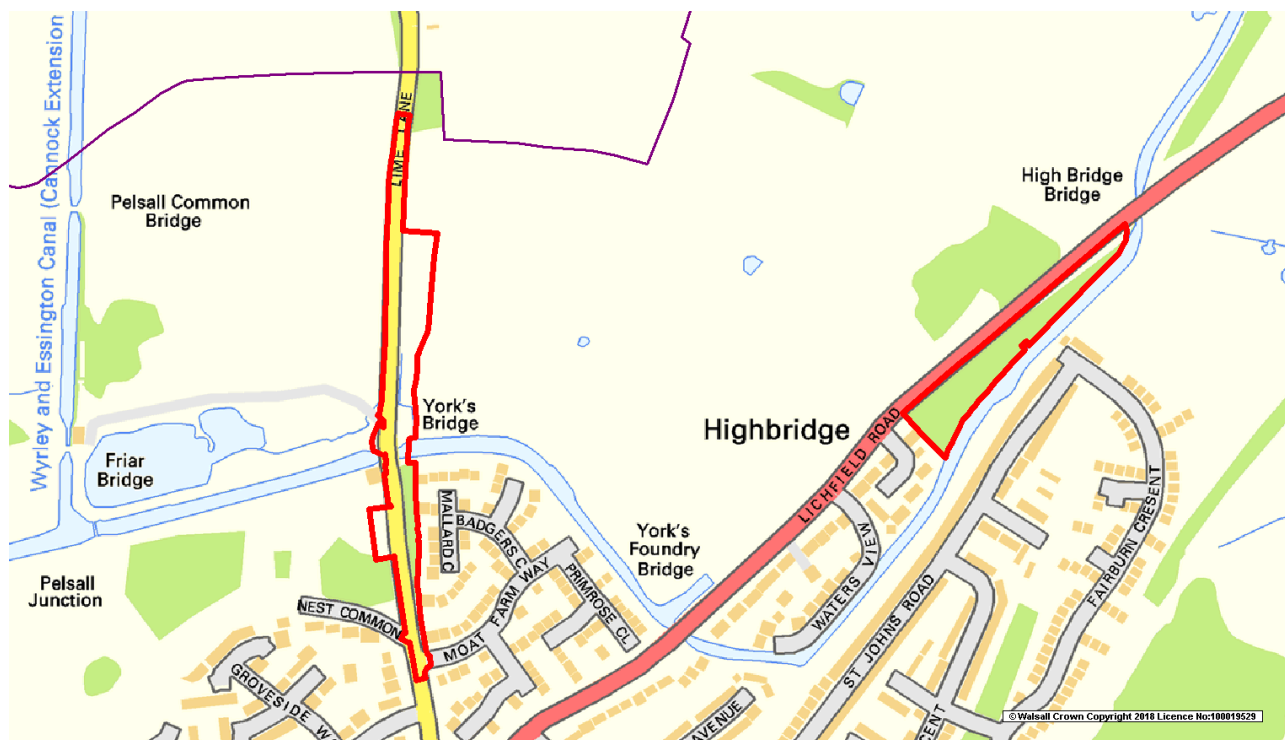 Wyrley and Essington Canal (Cannock Extension
LIME LANE
Pelsall Common
Bridge
High Bridge
Bridge
York's
Bridge
Highbridge
LICHFIELD ROAD
Friar
Bridge
MALLARD C
BADGERS C
York's
Foundry
Bridge
WATERS VIEW
FAIRBURN CRESENT
Pelsall
Junction
NEST COMMON
MOAT FARM WAY
PRIMROSE CL
ST JOHNS ROAD
GROVESIDE W
AVENUE
CENT
© Walsall Crown Copyright 2018 Licence No:100019529